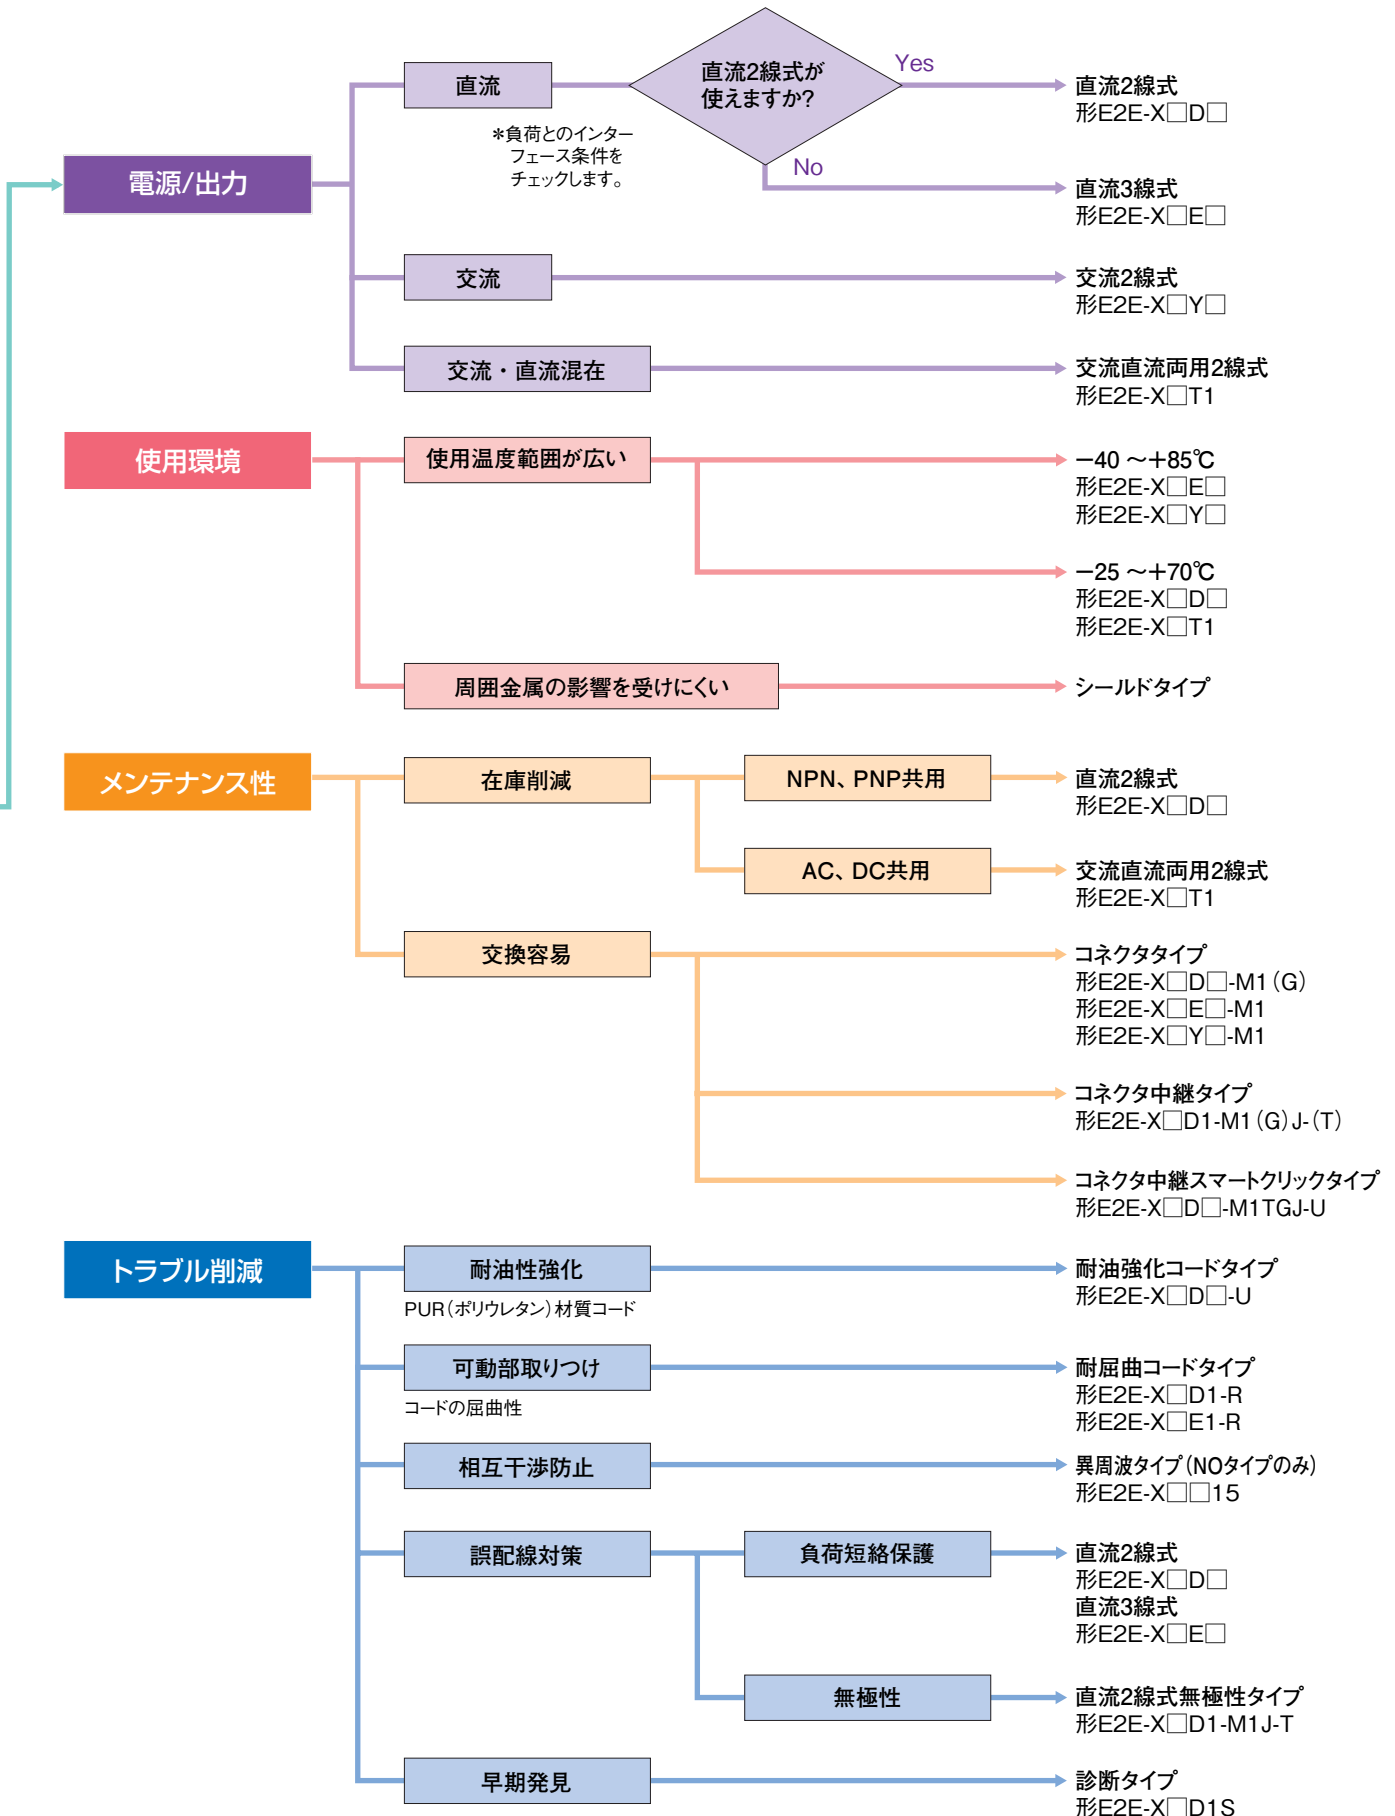 電源/出力
直流
*負荷とのインター
フェース条件を
チェックします。
直流2線式が
使えますか?
Yes
No
直流2線式
形E2E-X□D□
直流3線式
形E2E-X□E□
交流
交流2線式
形E2E-X□Y□
交流・直流混在
交流直流両用2線式
形E2E-X□T1
使用環境
使用温度範囲が広い
－40 ～＋85℃
形E2E-X□E□
形E2E-X□Y□
－25 ～＋70℃
形E2E-X□D□
形E2E-X□T1
周囲金属の影響を受けにくい
シールドタイプ
メンテナンス性
在庫削減
NPN、PNP共用
直流2線式
形E2E-X□D□
AC、DC共用
交流直流両用2線式
形E2E-X□T1
交換容易
コネクタタイプ
形E2E-X□D□-M1(G)
形E2E-X□E□-M1
形E2E-X□Y□-M1
コネクタ中継タイプ
形E2E-X□D1-M1(G)J-(T)
コネクタ中継スマートクリックタイプ
形E2E-X□D□-M1TGJ-U
トラブル削減
耐油性強化
PUR(ポリウレタン)材質コード
耐油強化コードタイプ
形E2E-X□D□-U
可動部取りつけ
コードの屈曲性
耐屈曲コードタイプ
形E2E-X□D1-R
形E2E-X□E1-R
相互干渉防止
異周波タイプ(NOタイプのみ)
形E2E-X□□15
誤配線対策
負荷短絡保護
直流2線式
形E2E-X□D□
直流3線式
形E2E-X□E□
無極性
直流2線式無極性タイプ
形E2E-X□D1-M1J-T
早期発見
診断タイプ
形E2E-X□D1S